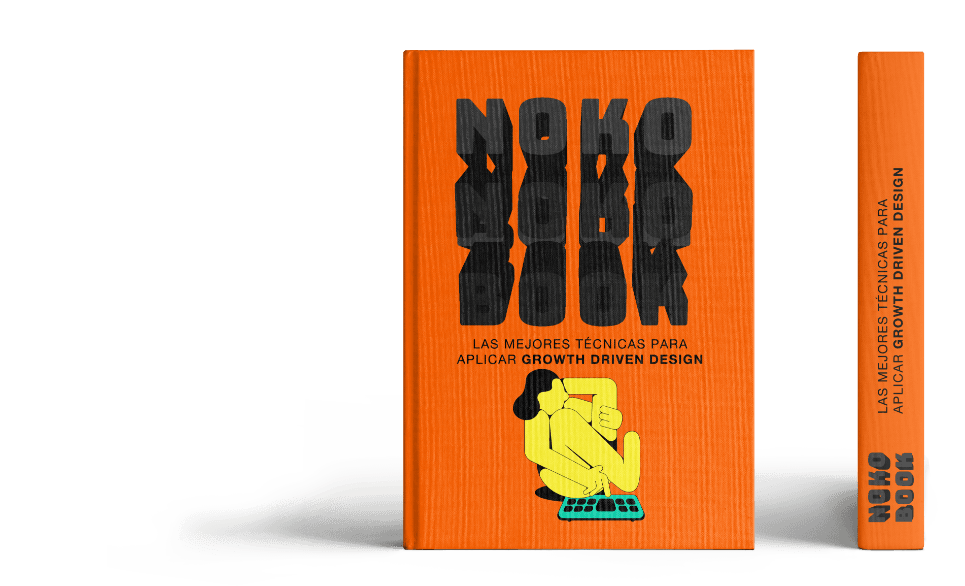 NOKO
NOKO
BOOK
LAS MEJORES TÉCNICAS PARA
APLICAR GROWTH DRIVEN DESIGN
LAS MEJORES TÉCNICAS PARA
APLICAR GROWTH DRIVEN DESIGN
NOKO
BOOK